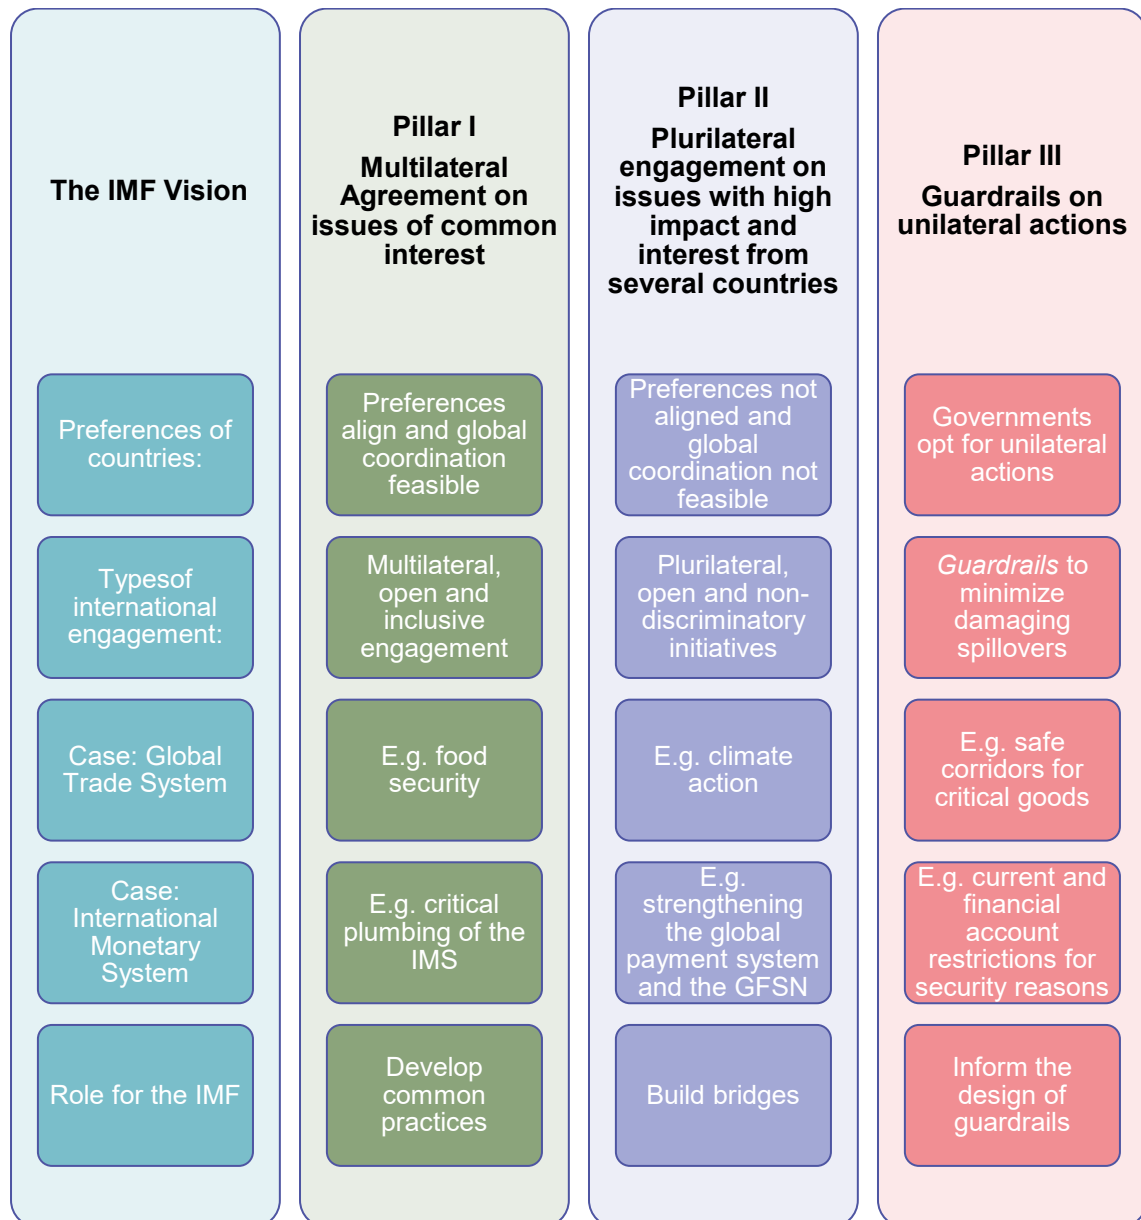 The IMF Vision
Preferences of
countries:
Typesof
international
engagement:
Case: Global
Trade System
Case:
International
Monetary
System
Role for the IMF
Pillar I
Multilateral
Agreement on
issues of common
interest
Preferences
align and global
coordination
feasible
Multilateral,
open and
inclusive
engagement
E.g. food
security
E.g. critical
plumbing of the
IMS
Develop
common
practices
Pillar II
Plurilateral
engagement on
issues with high
impact and
interest from
several countries
Preferences not
aligned and
global
coordination not
feasible
Plurilateral,
open and non-
discriminatory
initiatives
E.g. climate
action
E.g.
strengthening
the global
payment system
and the GFSN
Build bridges
Pillar III
Guardrails on
unilateral actions
Governments
opt for unilateral
actions
Guardrails to
minimize
damaging
spillovers
E.g. safe
corridors for
critical goods
E.g. current and
financial
account
restrictions for
security reasons
Inform the
design of
guardrails